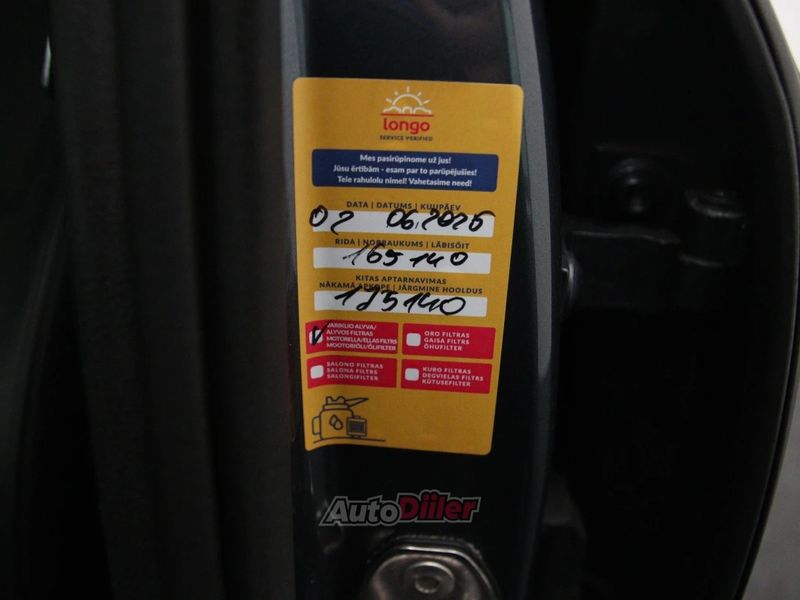 longo
SERVICE VERIFIED
Mes pasirūpinome už jus!
Jūsu ērtībām - esam par to parūpējušies!
Teie rahulolu nimel! Vahetasime need!
DATA | DATUMS | KUUPÄEV
02 06.2025
RIDA | NOBRAUKUMS | LÄBISÕIT
165 140
KITAS APTARNAVIMAS
NĀKAMĀ APKOPE | JÄRGMINE HOOLDUS
175140
VARIKLIO ALYVA/
ALYVOS FILTRAS
MOTOREĻĻA/EĻĻAS FILTRS
MOOTORIÕLI/ÕLIFILTER
ORO FILTRAS
GAISA FILTRS
ÕHUFILTER
SALONO FILTRAS
SALONA FILTRS
SALONGIFILTER
KURO FILTRAS
DEGVIELAS FILTRS
KÜTUSEFILTER
AutoDiiler